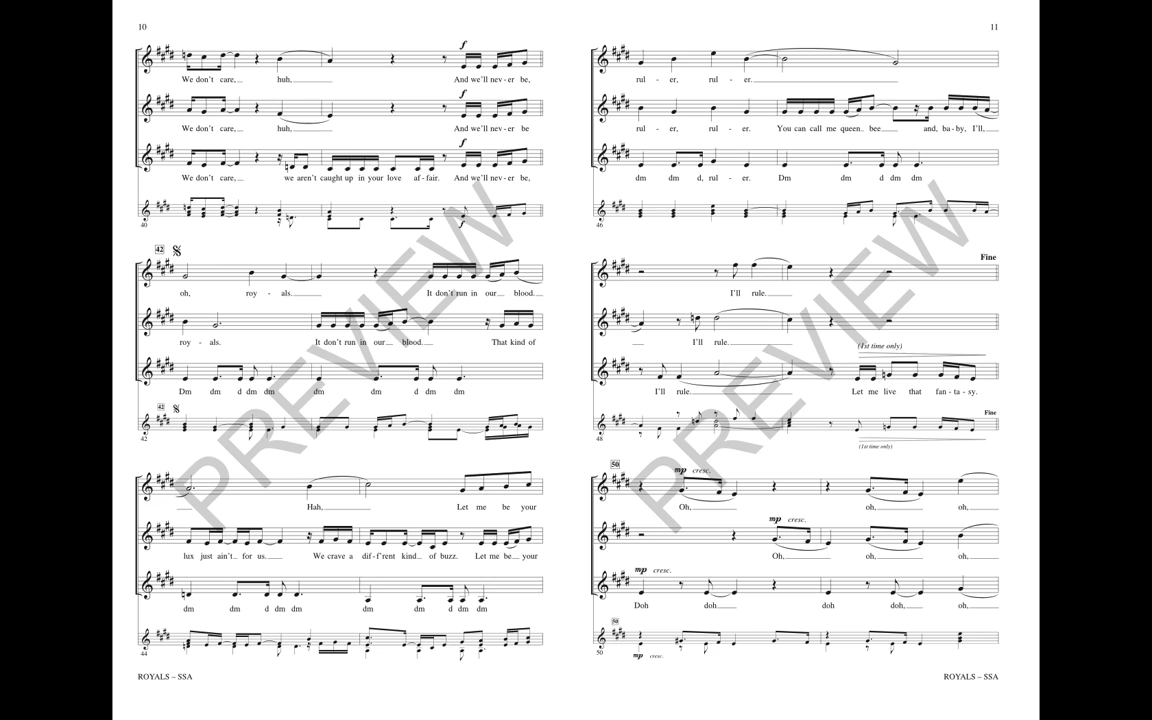 10
f
We don't care, huh, And we'll nev - er be,
f
We don't care, huh, And we'll nev - er be
f
We don't care, we aren't caught up in your love af - fair. And we'll nev - er be,
f
40
42
oh, roy - als. It don't run in our blood.
roy - als. It don't run in our blood. That kind of
Dm dm d dm dm dm dm d dm dm
42
42
Hah, Let me be your
lux just ain't for us. We crave a dif - f'rent kind of buzz. Let me be your
dm dm d dm dm dm dm d dm dm
44
ROYALS – SSA
11
rul - er, rul - er.
rul - er, rul - er. You can call me queen bee and, ba - by, I'll,
dm dm d, rul - er. Dm dm dm d dm dm
46
Fine
I'll rule.
I'll rule.
(1st time only)
I'll rule. Let me live that fan - ta - sy.
Fine
48
(1st time only)
50
mp cresc.
Oh, oh, oh,
mp cresc.
Oh, oh, oh,
mp cresc.
Doh doh doh doh, oh,
50
50
mp cresc.
ROYALS – SSA
PREVIEW
PREVIEW